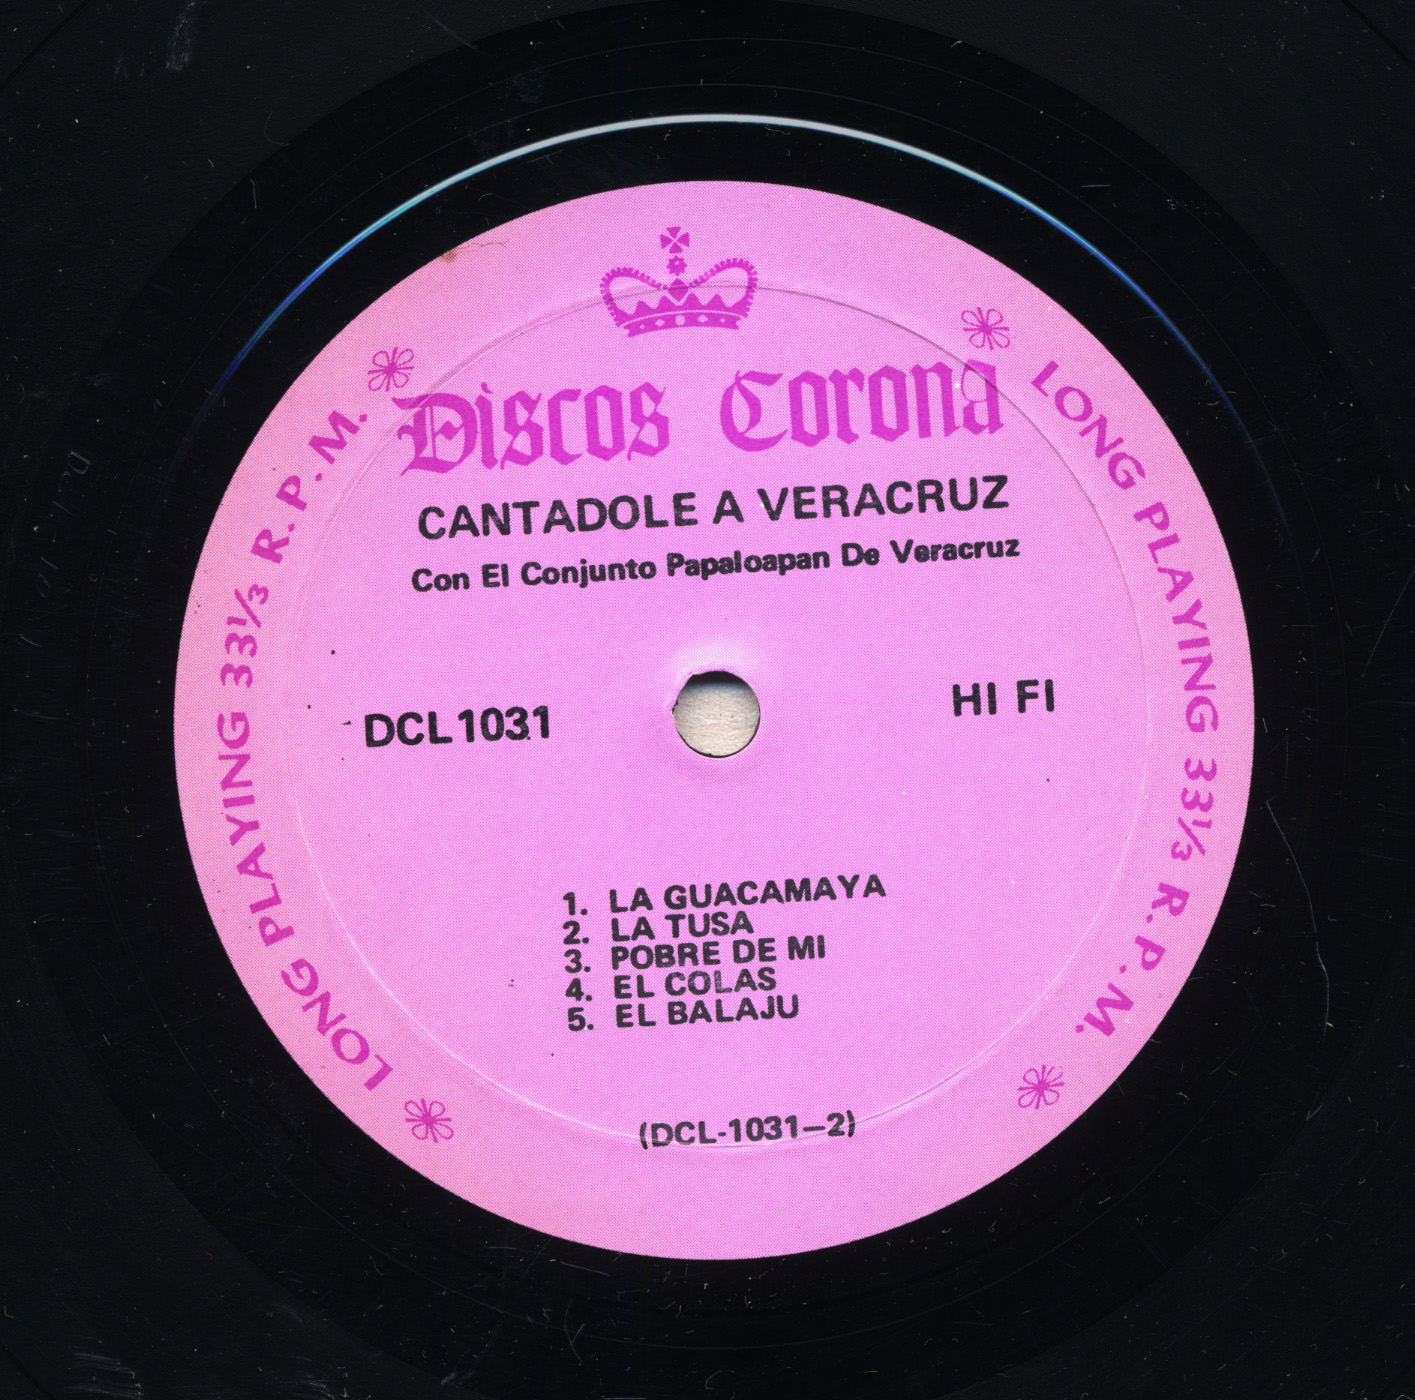 Discos Corona
CANTADOLE A VERACRUZ
Con El Conjunto Papaloapan De Veracruz
DCL1031
HI FI
1. LA GUACAMAYA
2. LA TUSA
3. POBRE DE MI
4. EL COLAS
5. EL BALAJU
(DCL-1031-2)
LONG PLAYING 33⅓ R.P.M.
LONG PLAYING 33⅓ R.P.M.